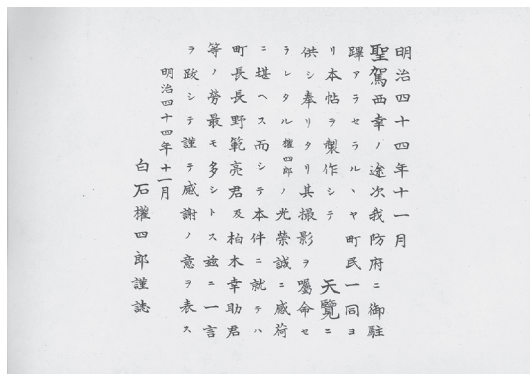 明治四十四年十一月
聖駕西幸ノ途次我防府ニ御駐
蹕アラセラルヽヤ町民一同ヨ
リ本帖ヲ製作シテ　天覽ニ
供シ奉リタリ其撮影ヲ囑命セ
ラレタル權四郎ノ光榮誠ニ感荷
ニ堪ヘス而シテ本件ニ就テハ
町長長野範亮君及柏木幸助君
等ノ勞最モ多シトス茲ニ一言
ヲ跋シテ謹テ感謝ノ意ヲ表ス
明治四十四年十一月
白石權四郎謹誌